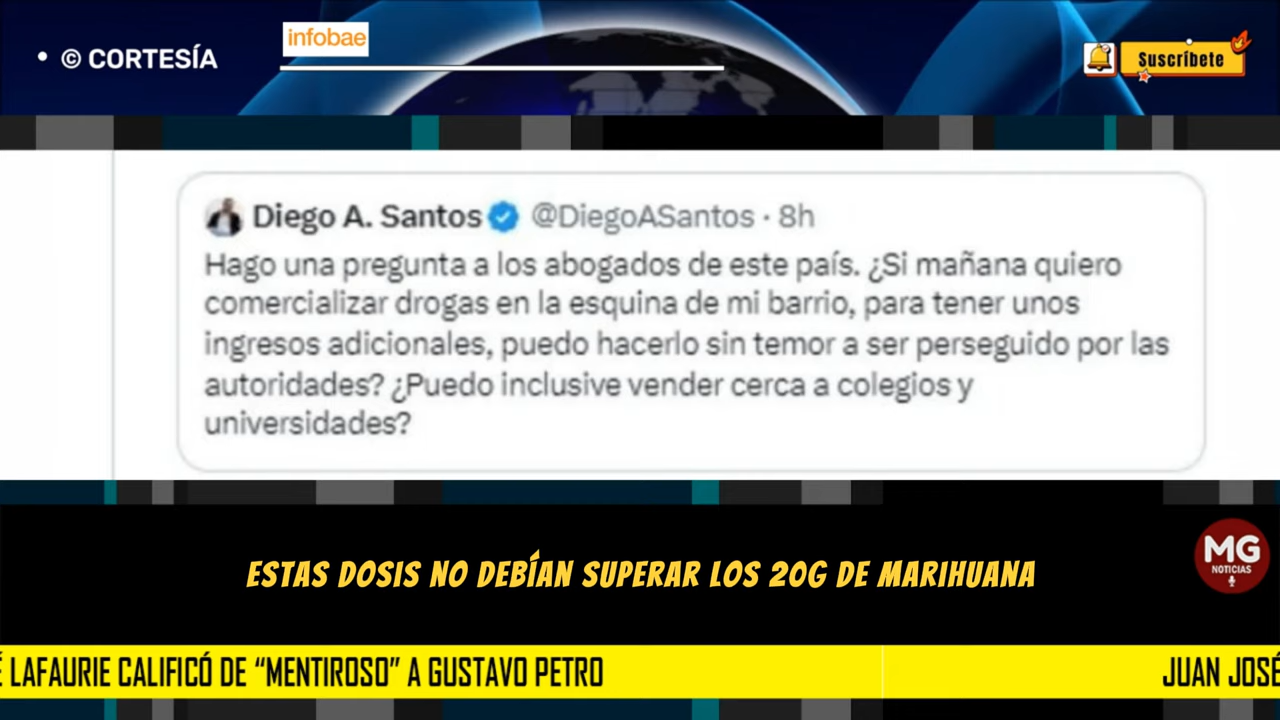 • © CORTESÍA
infobae
Suscríbete
Diego A. Santos @DiegoASantos · 8h
Hago una pregunta a los abogados de este país. ¿Si mañana quiero
comercializar drogas en la esquina de mi barrio, para tener unos
ingresos adicionales, puedo hacerlo sin temor a ser perseguido por las
autoridades? ¿Puedo inclusive vender cerca a colegios y
universidades?
ESTAS DOSIS NO DEBÍAN SUPERAR LOS 20G DE MARIHUANA
MG
NOTICIAS
É LAFAURIE CALIFICÓ DE “MENTIROSO” A GUSTAVO PETRO JUAN JOSÉ